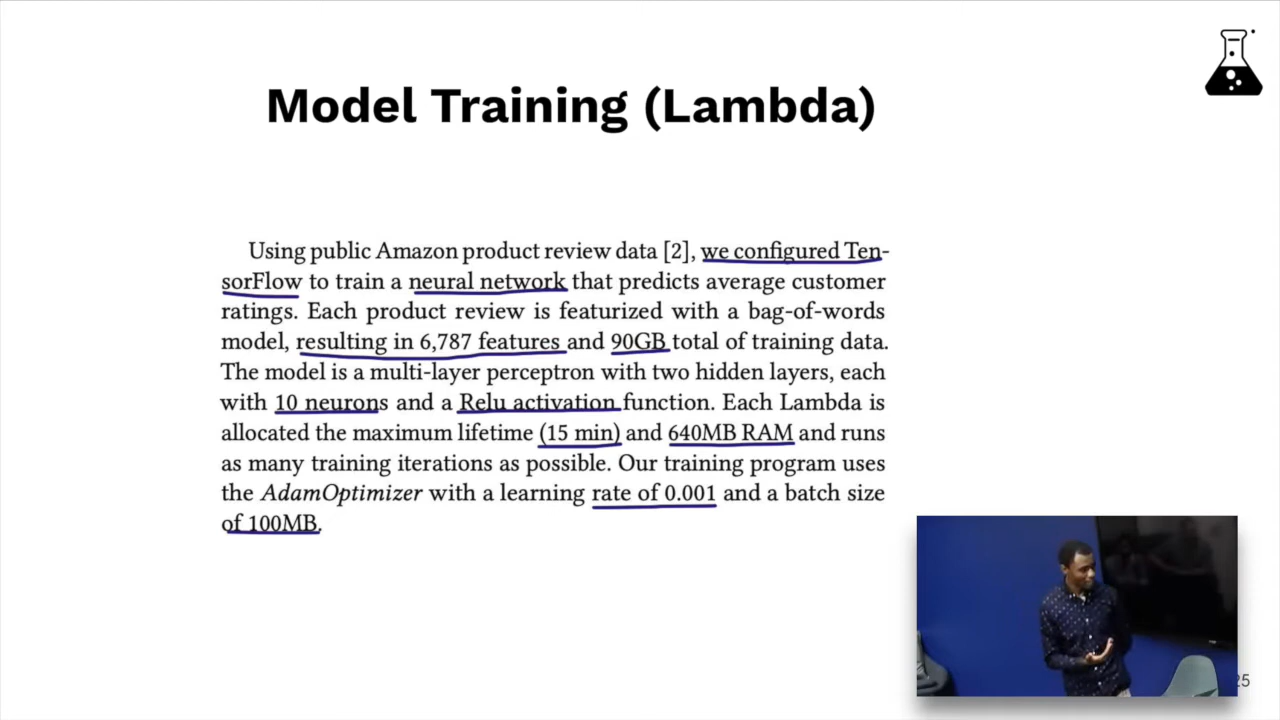 Model Training (Lambda)
Using public Amazon product review data [2], we configured Ten-
sorFlow to train a neural network that predicts average customer
ratings. Each product review is featurized with a bag-of-words
model, resulting in 6,787 features and 90GB total of training data.
The model is a multi-layer perceptron with two hidden layers, each
with 10 neurons and a Relu activation function. Each Lambda is
allocated the maximum lifetime (15 min) and 640MB RAM and runs
as many training iterations as possible. Our training program uses
the AdamOptimizer with a learning rate of 0.001 and a batch size
of 100MB.
25